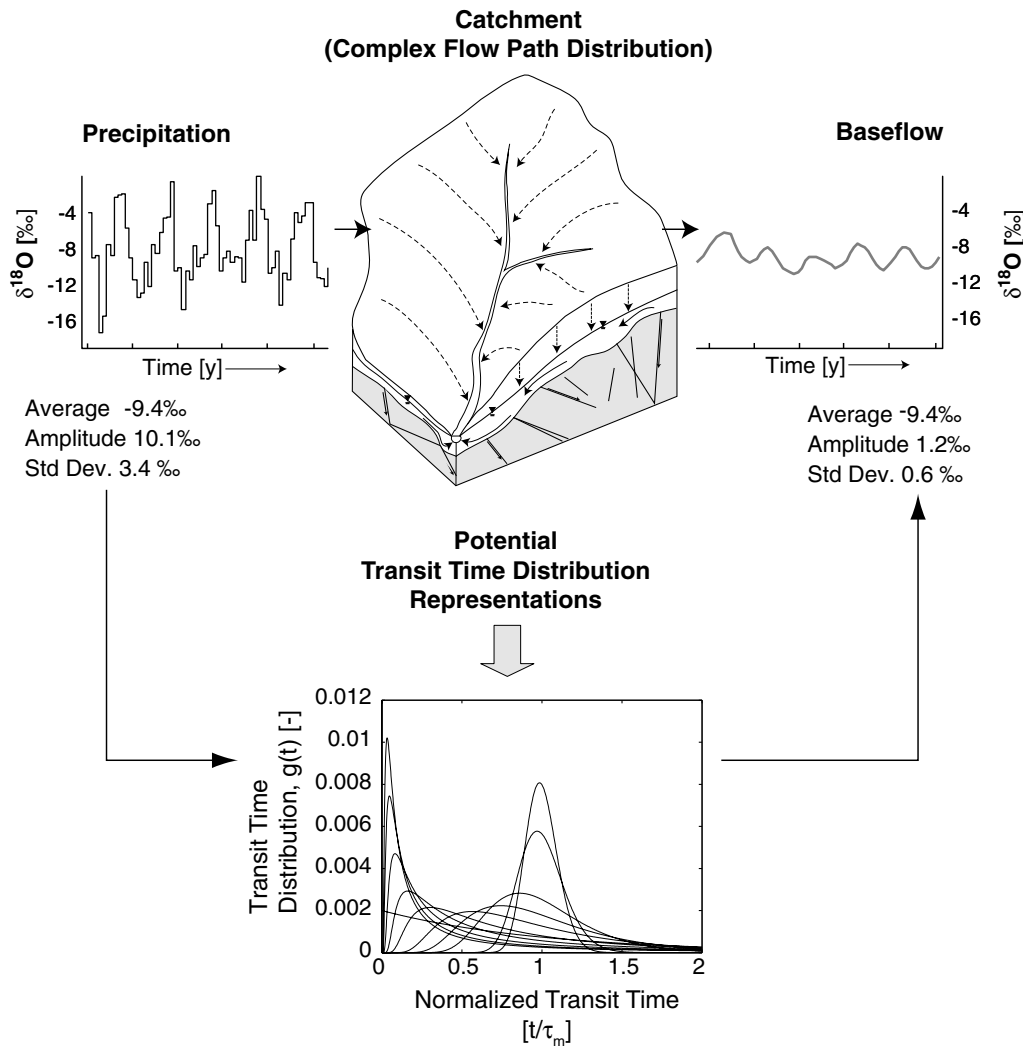 Catchment
(Complex Flow Path Distribution)
Precipitation
δ18O [‰]
-4
-8
-12
-16
Time [y]
Average -9.4‰
Amplitude 10.1‰
Std Dev. 3.4 ‰
Baseflow
-4
-8
-12
-16
δ18O [‰]
Time [y]
Average -9.4‰
Amplitude 1.2‰
Std Dev. 0.6 ‰
Potential
Transit Time Distribution
Representations
Transit Time
Distribution, g(t) [-]
0.012
0.01
0.008
0.006
0.004
0.002
0
0
0.5
1
1.5
2
Normalized Transit Time
[t/τm]